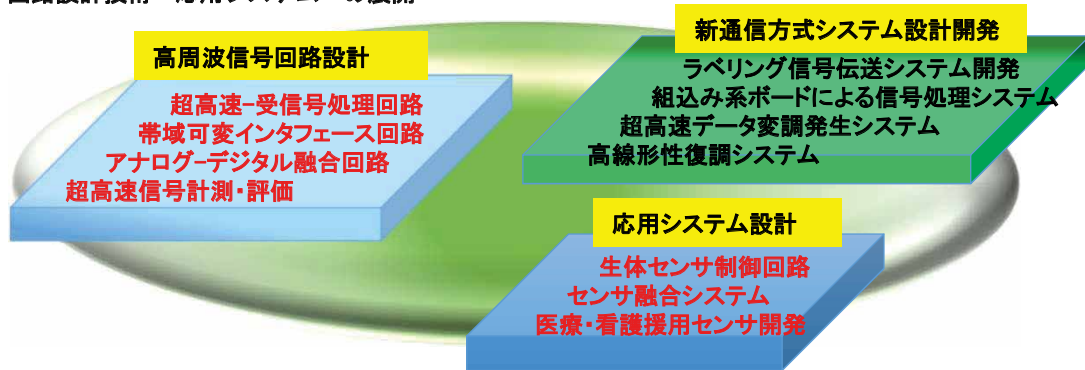 高周波信号回路設計
超高速-受信号処理回路
帯域可変インタフェース回路
アナログ-デジタル融合回路
超高速信号計測・評価
新通信方式システム設計開発
ラベリング信号伝送システム開発
組込み系ボードによる信号処理システム
超高速データ変調発生システム
高線形性復調システム
応用システム設計
生体センサ制御回路
センサ融合システム
医療・看護援用センサ開発